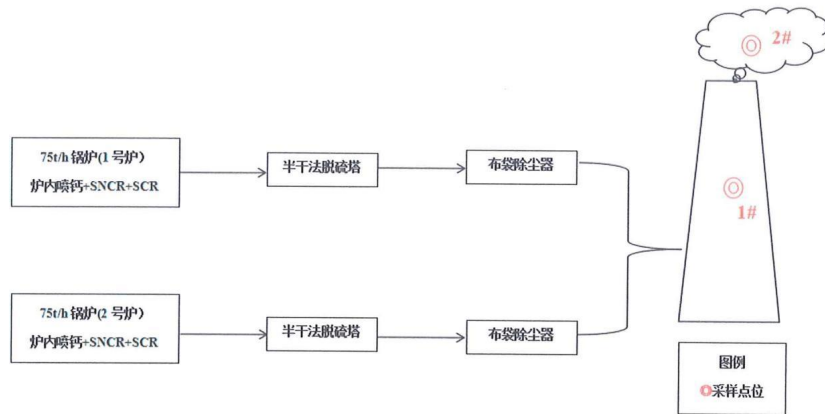 2#
75t/h 锅炉(1 号炉）
炉内喷钙+SNCR+SCR
半干法脱硫塔
布袋除尘器
1#
75t/h 锅炉(2 号炉）
炉内喷钙+SNCR+SCR
半干法脱硫塔
布袋除尘器
图例
◎采样点位